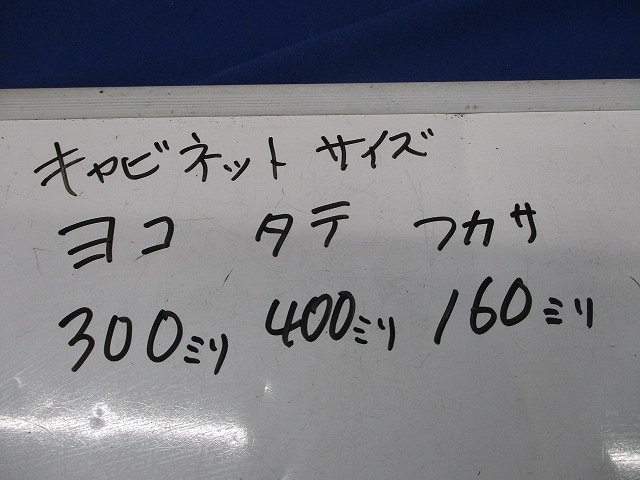 キャビネット サイズ
ヨコ タテ フカサ
300ミリ 400ミリ 160ミリ